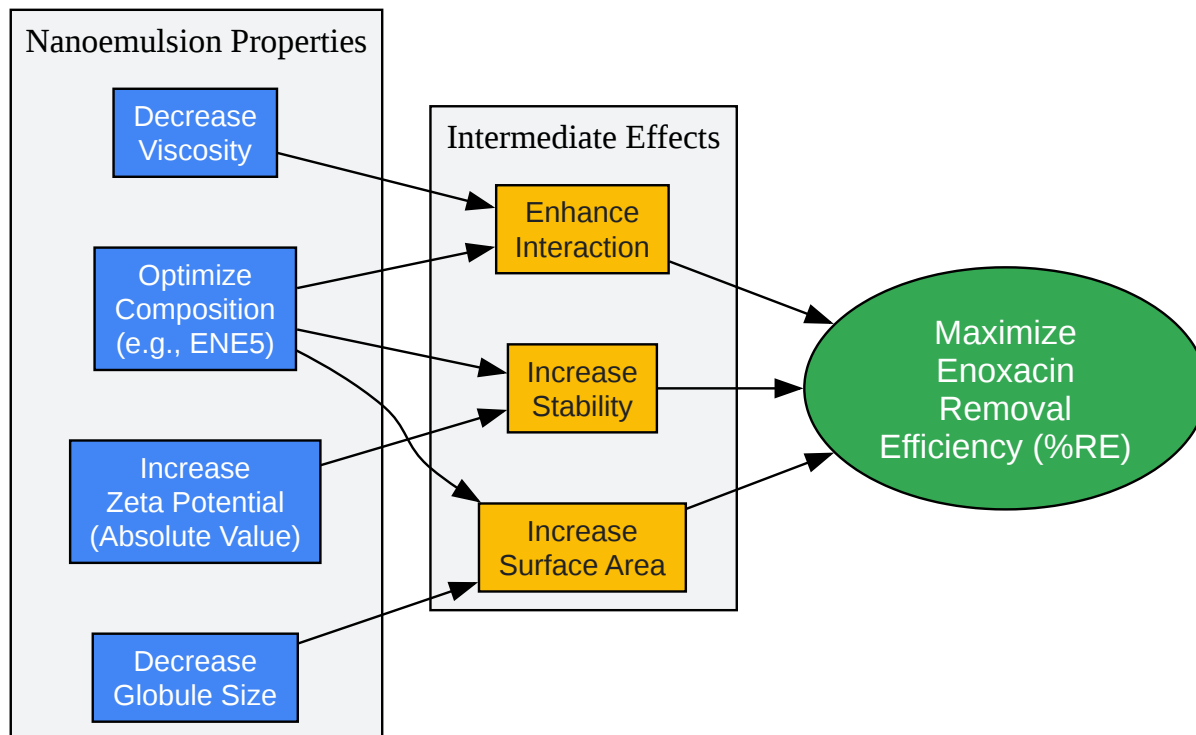 Nanoemulsion Properties
Decrease
Viscosity
Optimize
Composition
(e.g., ENE5)
Increase
Zeta Potential
(Absolute Value)
Decrease
Globule Size
Intermediate Effects
Enhance
Interaction
Increase
Stability
Increase
Surface Area
Maximize
Enoxacin
Removal
Efficiency (%RE)